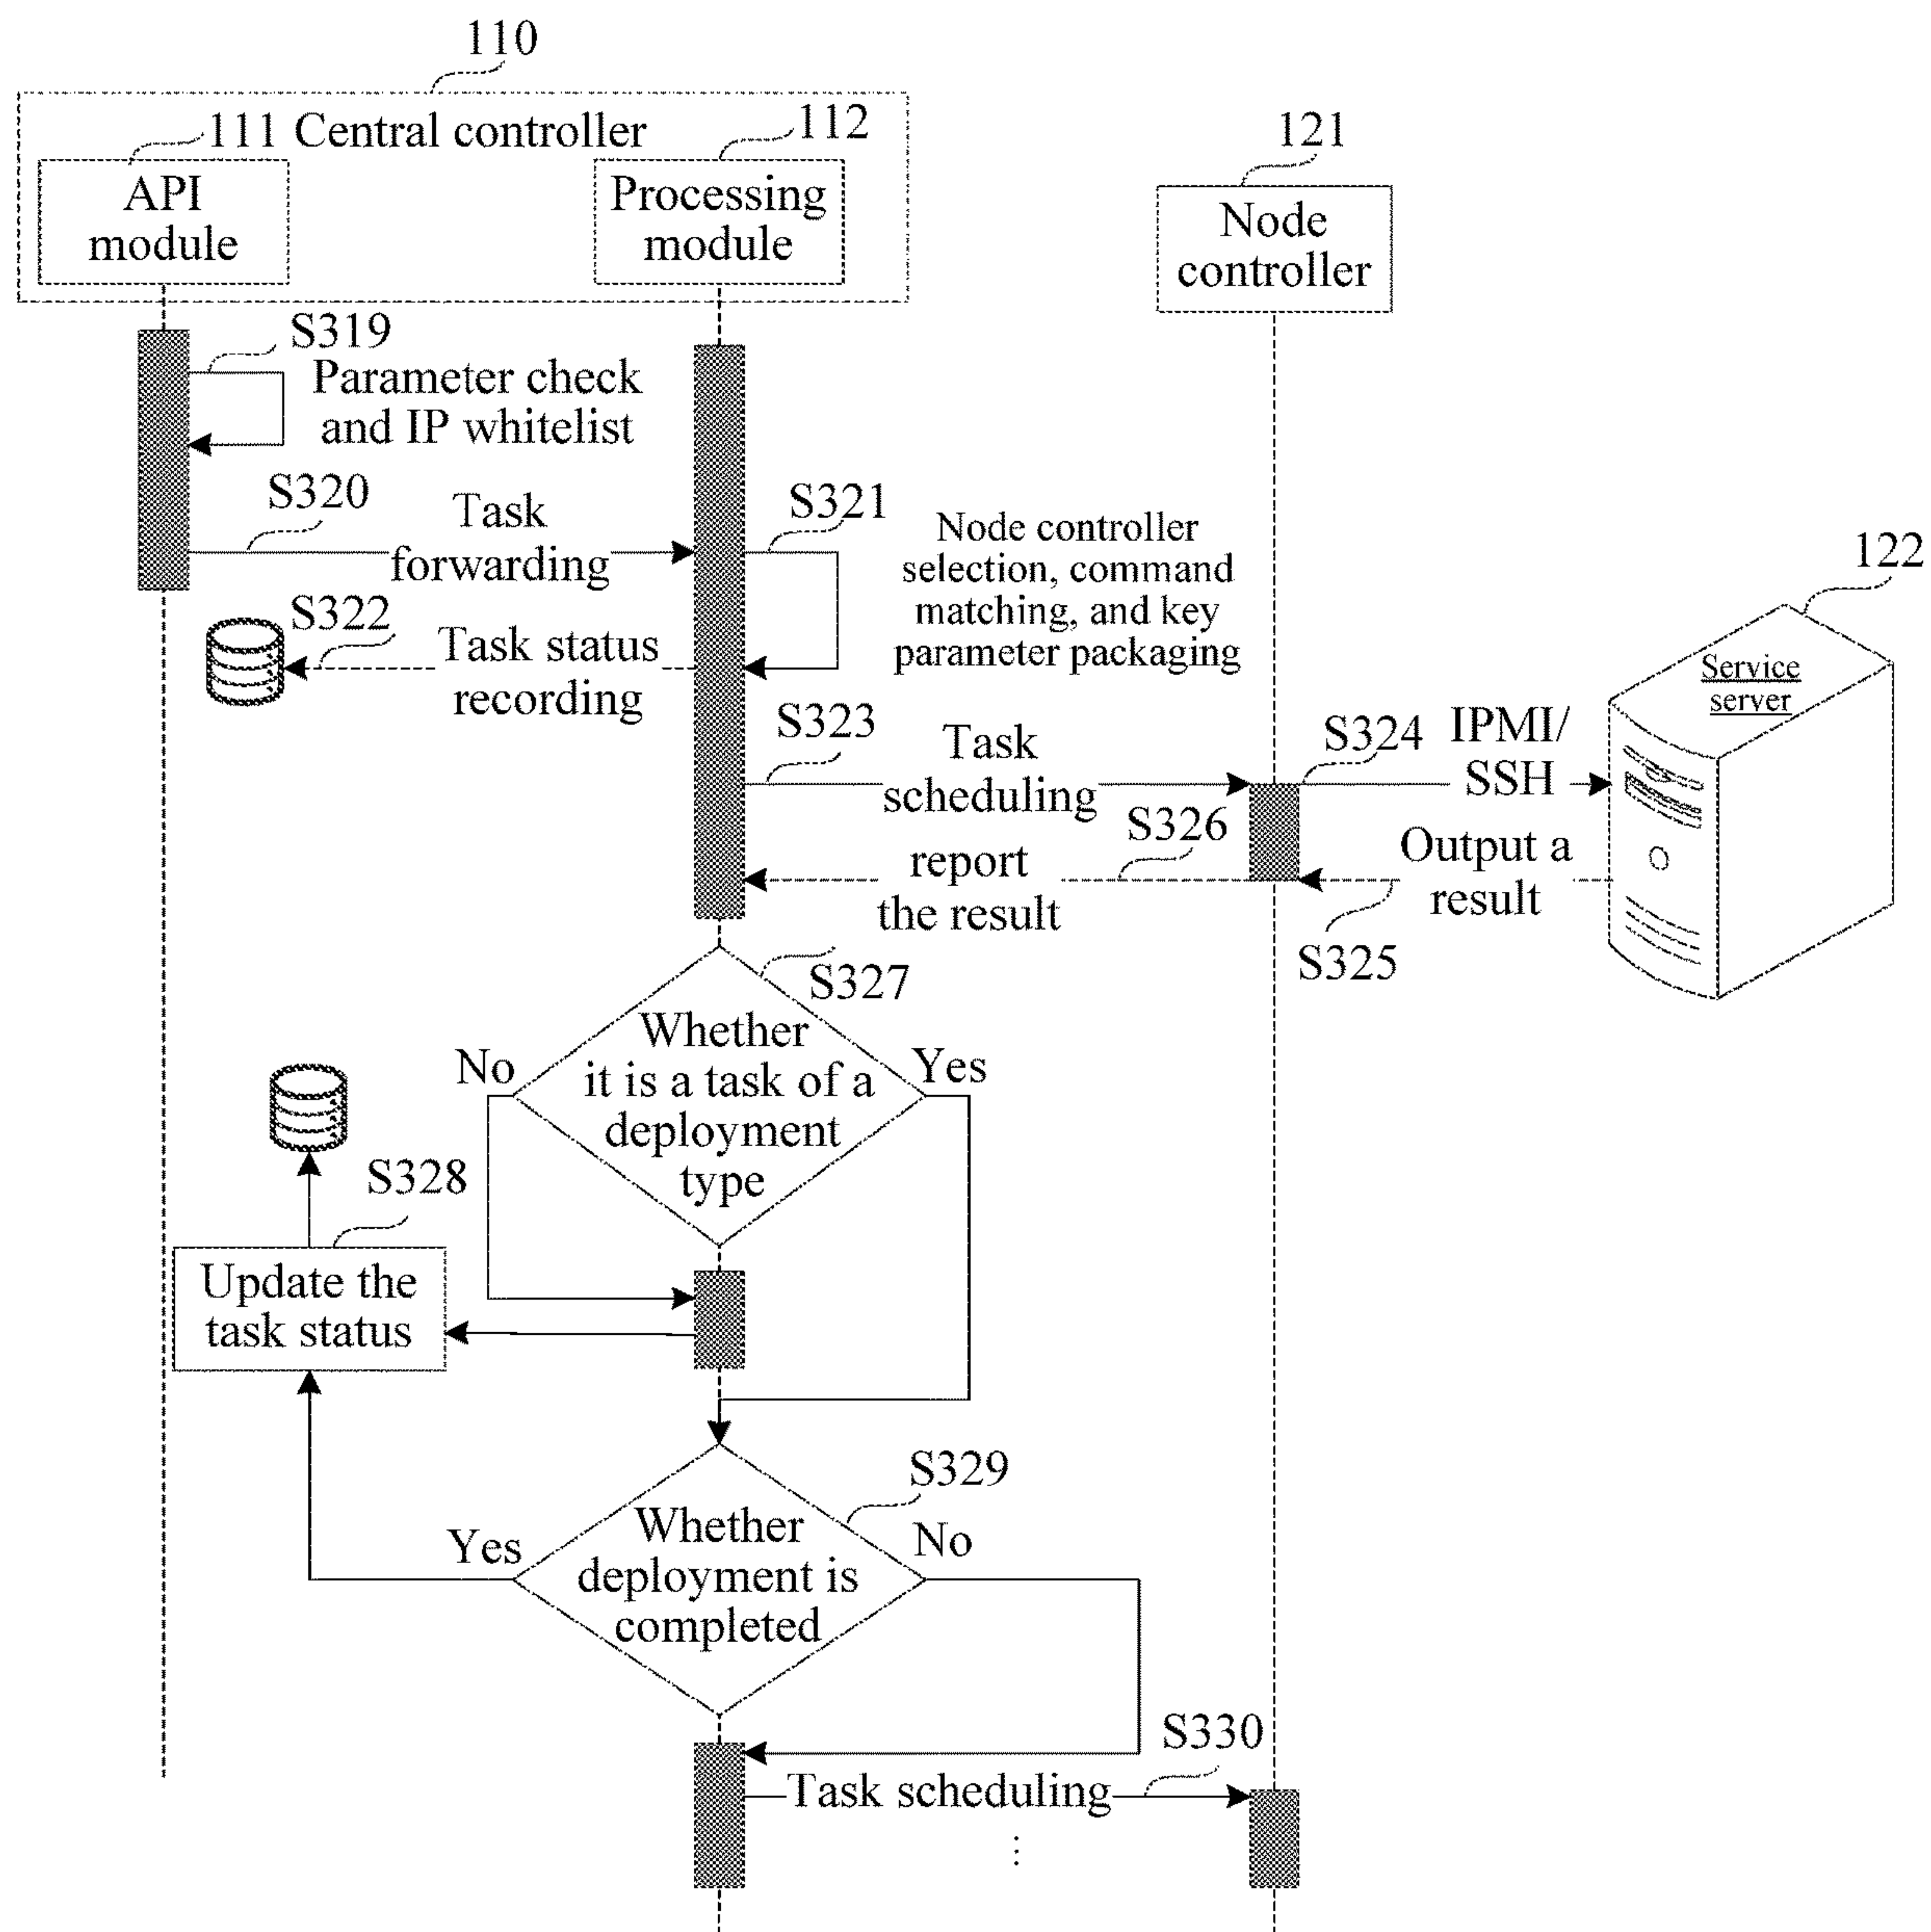 110
111 Central controller
112
API
module
Processing
module
121
Node
controller
S319
Parameter check
and IP whitelist
S320
Task
forwarding
S321
Node controller
selection, command
matching, and key
parameter packaging
122
Service
server
S322
Task status
recording
S323
Task
scheduling
S324
IPMI/
SSH
S326
report
the result
Output a
result
S325
S327
Whether
it is a task of a
deployment
type
No
Yes
S328
Update the
task status
S329
Whether
deployment is
completed
Yes
No
S330
Task scheduling
⋮